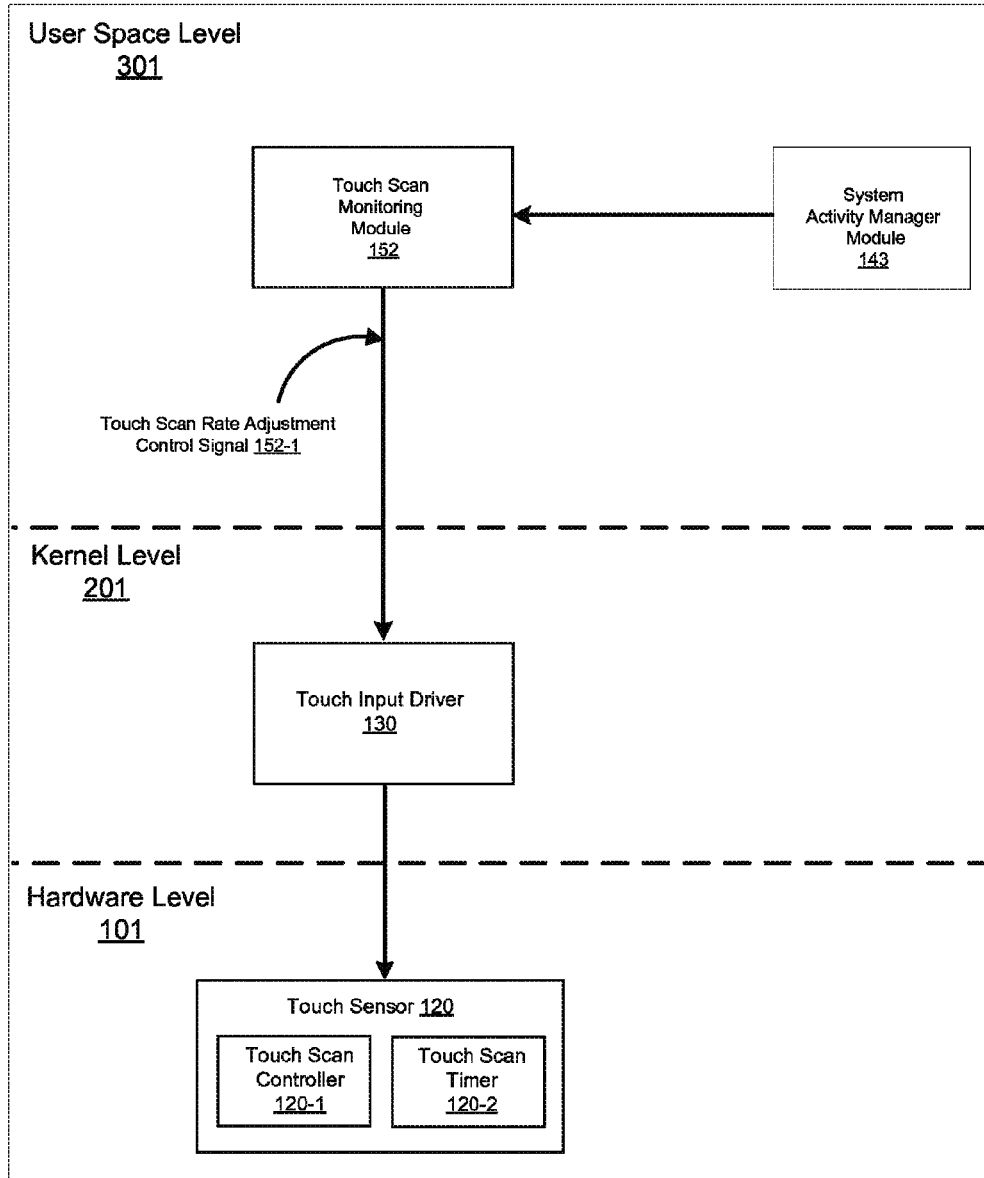 User Space Level
301
Touch Scan
Monitoring
Module
152
System
Activity Manager
Module
143
Touch Scan Rate Adjustment
Control Signal 152-1
Kernel Level
201
Touch Input Driver
130
Hardware Level
101
Touch Sensor 120
Touch Scan
Controller
120-1
Touch Scan
Timer
120-2